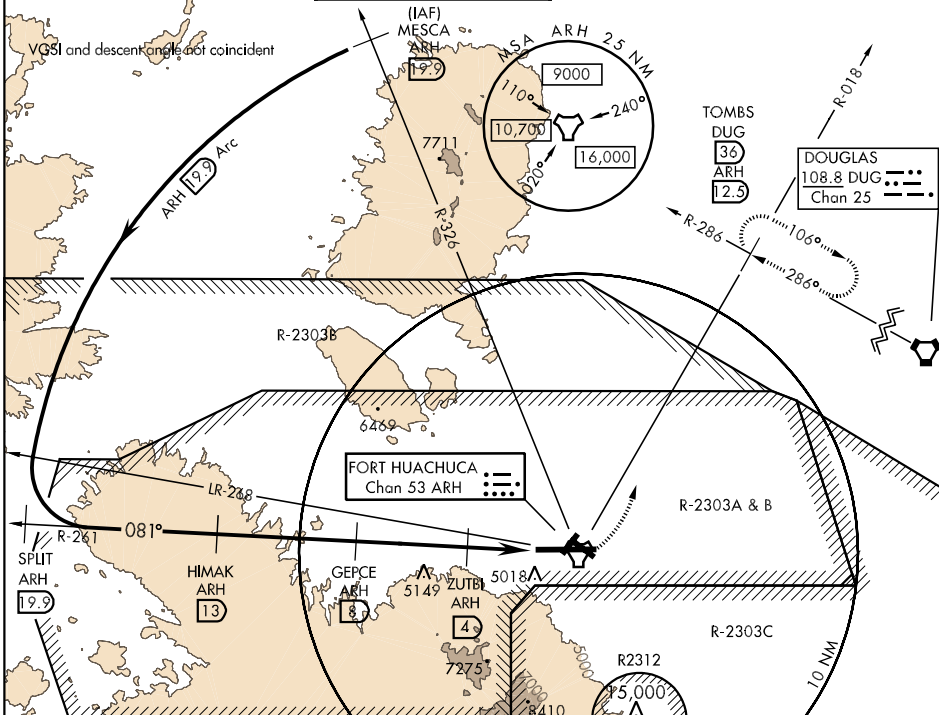 (IAF)
MESCA
ARH
19.9
VGSI and descent angle not coincident
MSA ARH 25 NM
9000
110°
240°
10,700
16,000
020°
R-018
TOMBS
DUG
36
ARH
12.5
DOUGLAS
108.8 DUG
Chan 25
7711
ARH 19.9 Arc
R-326
R-286
106°
286°
R-2303B
6469
FORT HUACHUCA
Chan 53 ARH
LR-268
R-2303A & B
R-261
081°
SPLIT
ARH
19.9
HIMAK
ARH
13
GEPCE
ARH
8
5149
ZUTBI
ARH
4
5018
R-2303C
7275
R2312
15,000
5000
7000
8410
10 NM